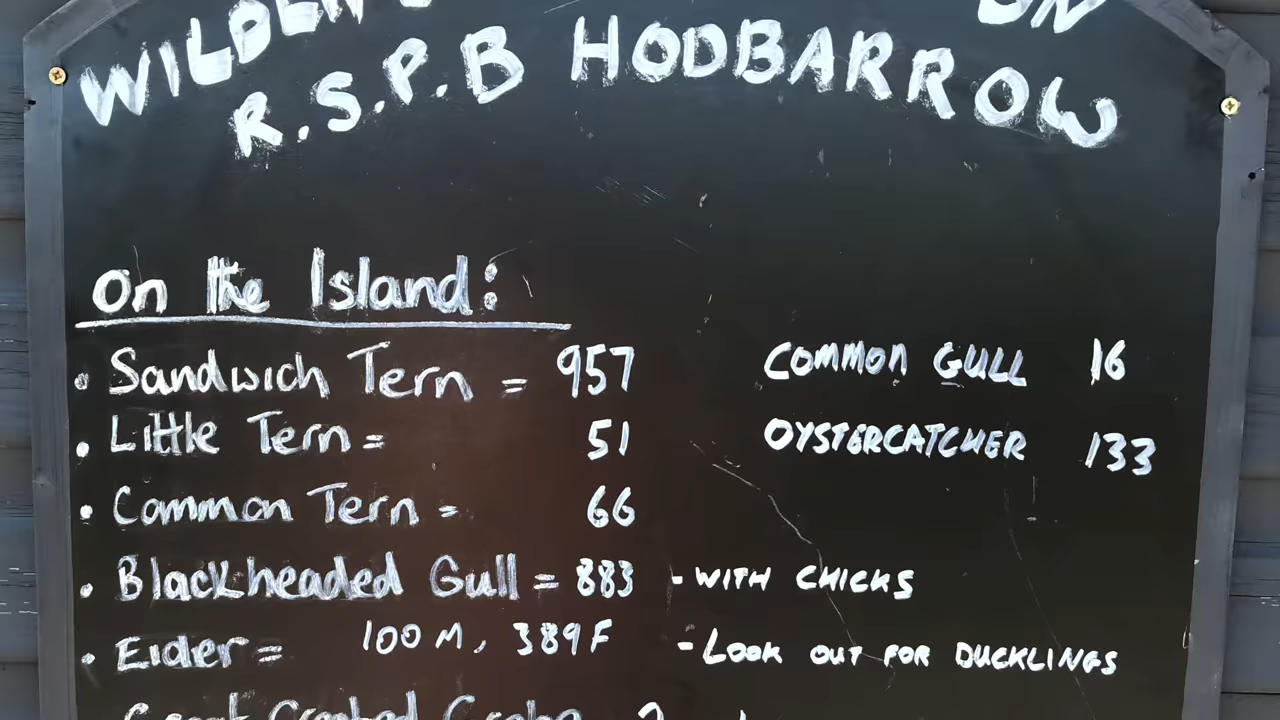 R.S.P.B HODBARROW
On the Island:
• Sandwich Tern = 957 COMMON GULL 16
• Little Tern = 51 OYSTERCATCHER 133
• Common Tern = 66
• Blackheaded Gull = 883 - WITH CHICKS
• Eider = 100 M, 389 F - LOOK OUT FOR DUCKLINGS